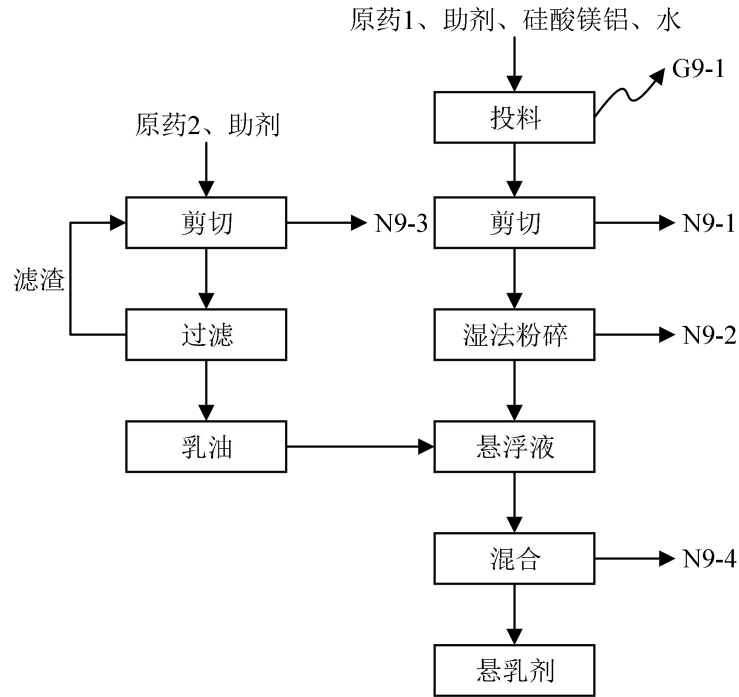 原药1、助剂、硅酸镁铝、水
G9-1
投料
原药2、助剂
剪切
N9-3
剪切
N9-1
滤渣
过滤
湿法粉碎
N9-2
乳油
悬浮液
混合
N9-4
悬乳剂